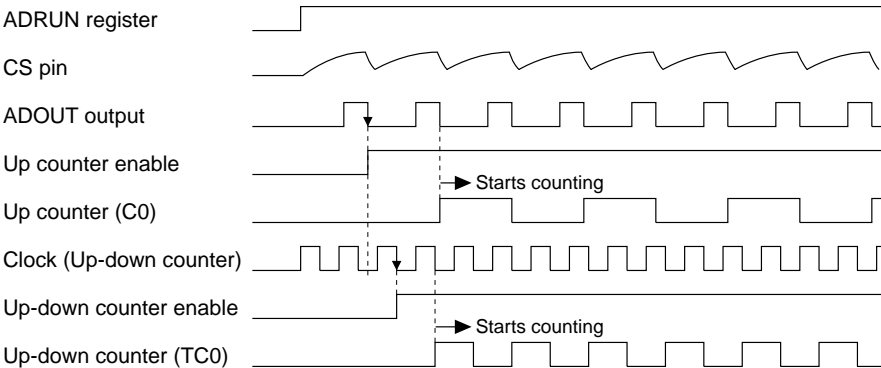 ADRUN register
CS pin
ADOUT output
Up counter enable
Starts counting
Up counter (C0)
Clock (Up-down counter)
Up-down counter enable
Starts counting
Up-down counter (TC0)